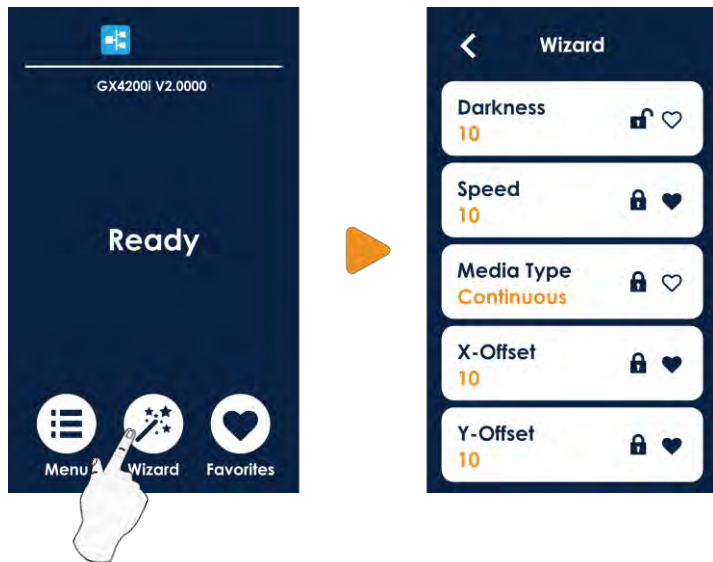 GX4200i V2.0000
Ready
Menu Wizard Favorites
Wizard
Darkness
10
Speed
10
Media Type
Continuous
X-Offset
10
Y-Offset
10